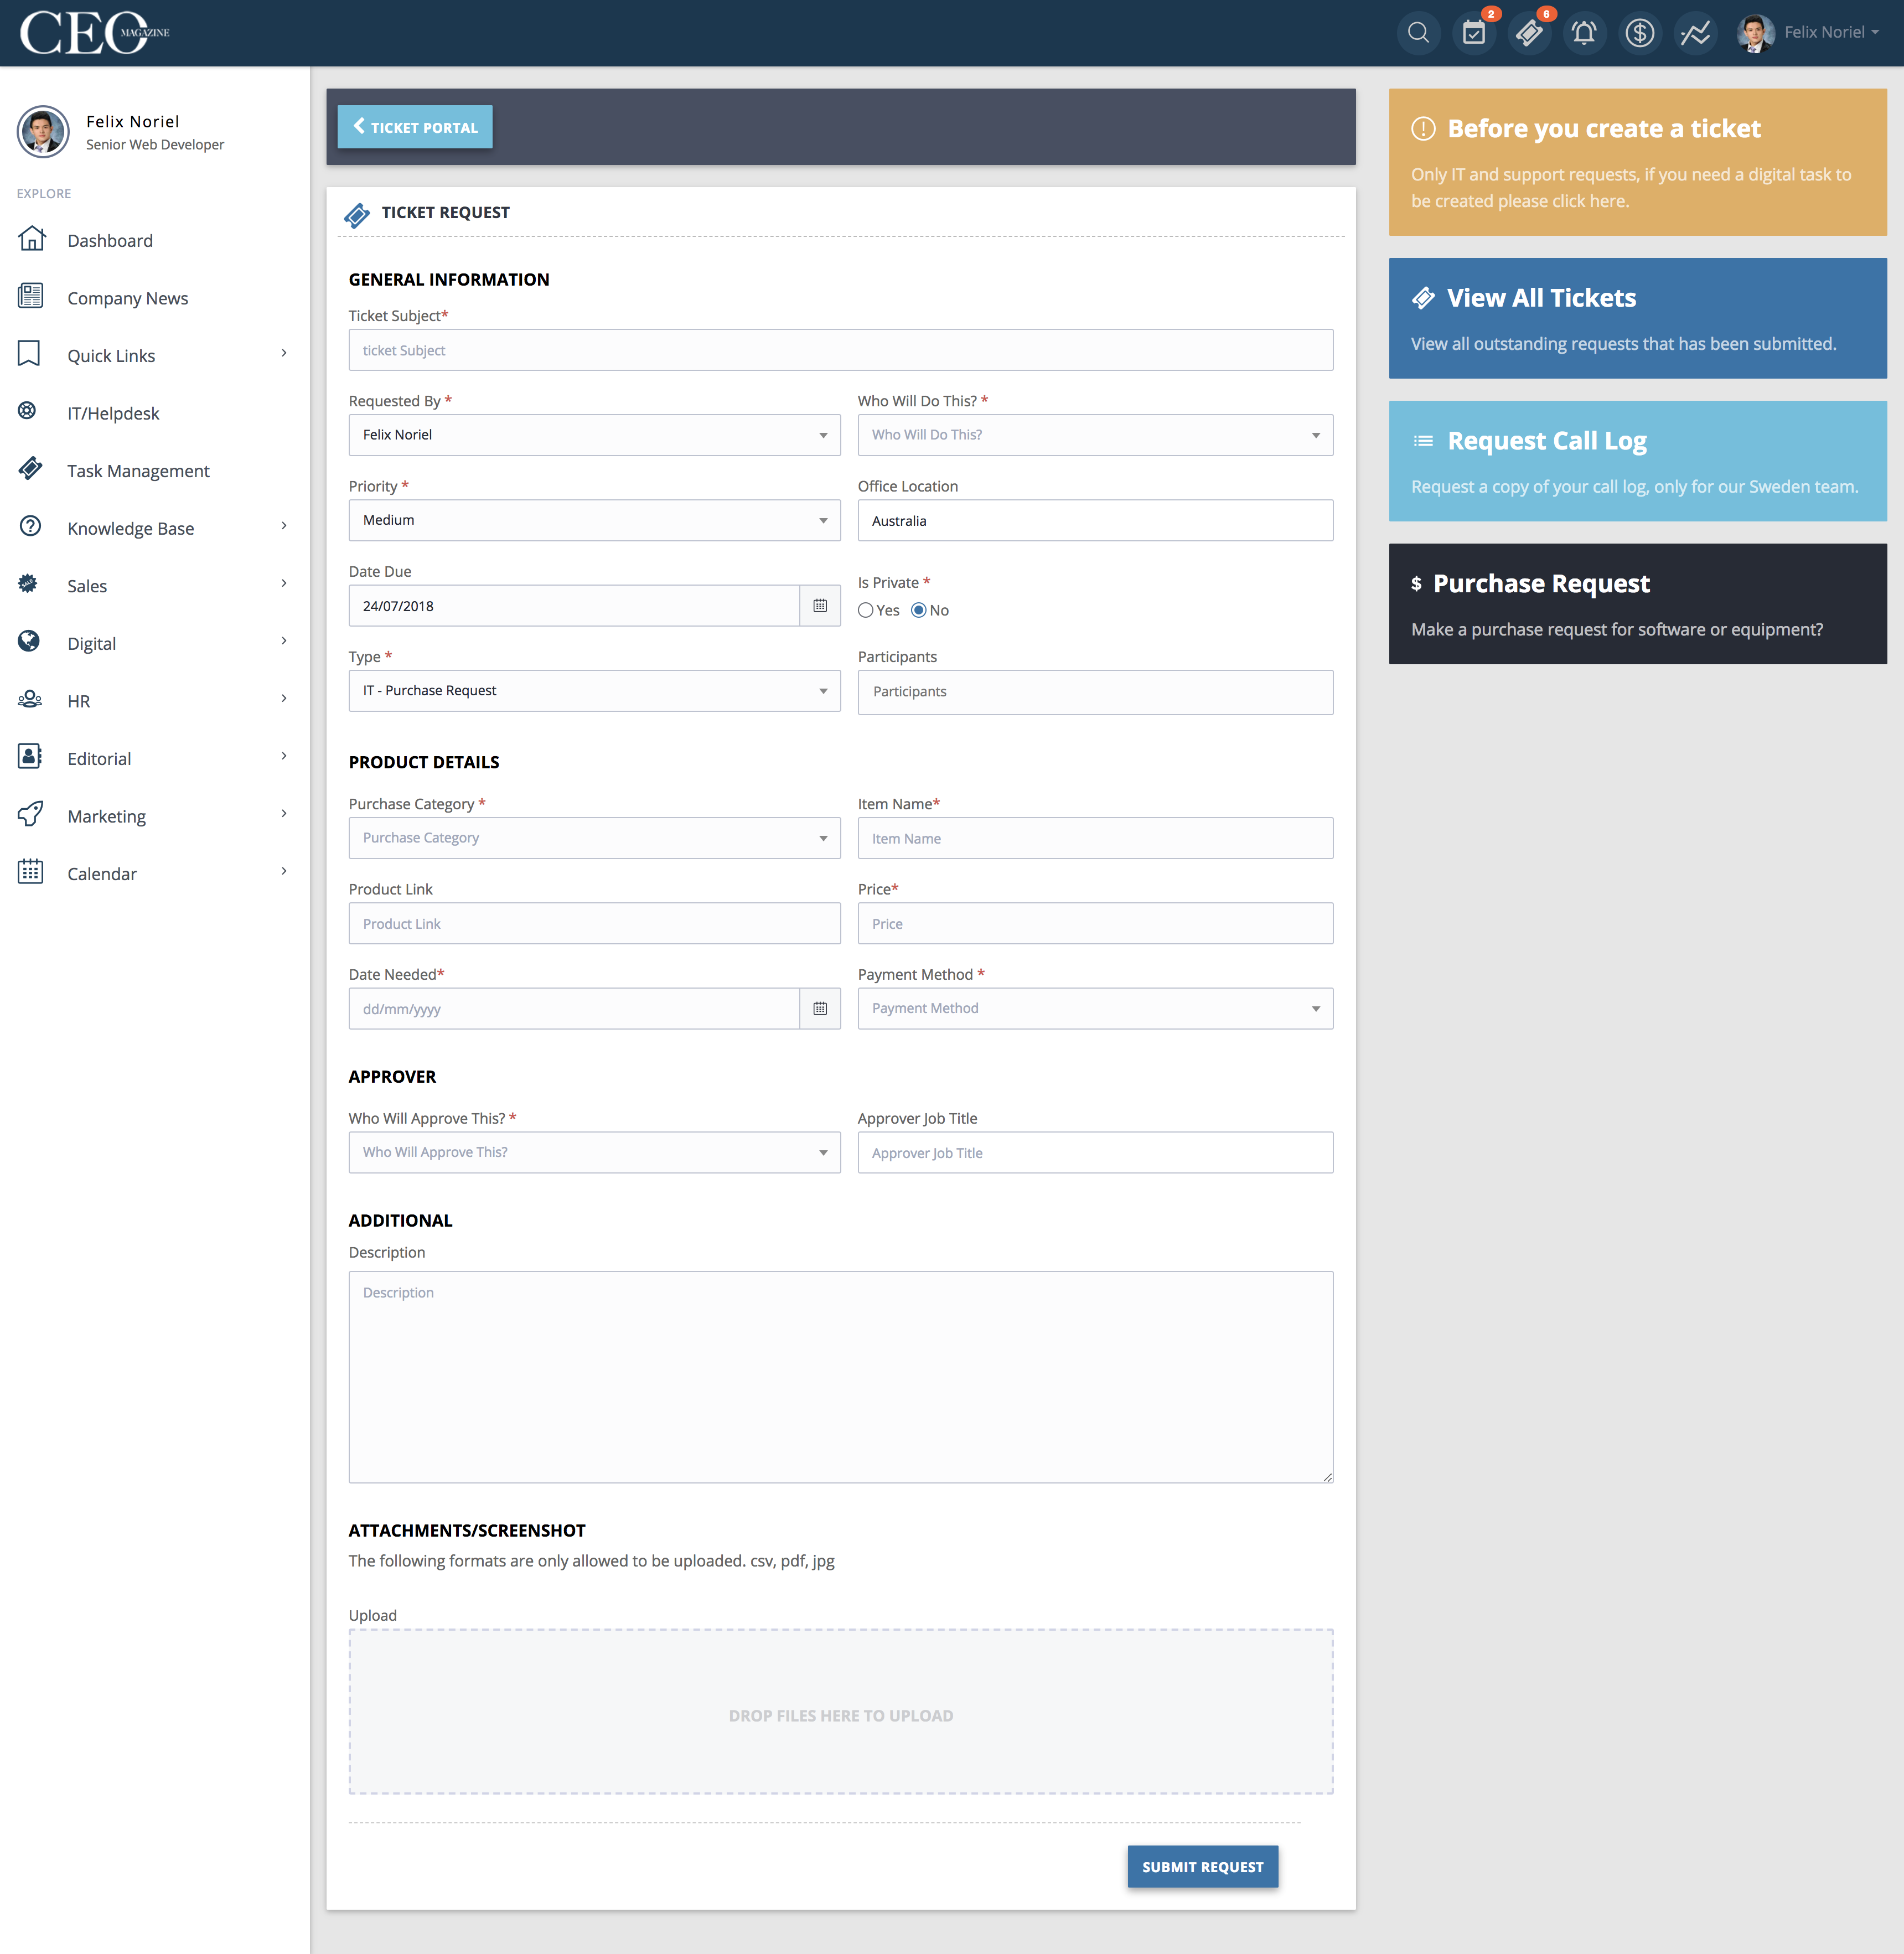 CEO MAGAZINE
2
6
Felix Noriel
Felix Noriel
Senior Web Developer
EXPLORE
Dashboard
Company News
Quick Links
IT/Helpdesk
Task Management
Knowledge Base
SALE
Sales
Digital
HR
Editorial
Marketing
Calendar
TICKET PORTAL
TICKET REQUEST
GENERAL INFORMATION
Ticket Subject*
ticket Subject
Requested By *
Who Will Do This? *
Felix Noriel
Who Will Do This?
Priority *
Office Location
Medium
Australia
Date Due
Is Private *
24/07/2018
Yes No
Type *
Participants
IT - Purchase Request
Participants
PRODUCT DETAILS
Purchase Category *
Item Name*
Purchase Category
Item Name
Product Link
Price*
Product Link
Price
Date Needed*
Payment Method *
dd/mm/yyyy
Payment Method
APPROVER
Who Will Approve This? *
Approver Job Title
Who Will Approve This?
Approver Job Title
ADDITIONAL
Description
Description
ATTACHMENTS/SCREENSHOT
The following formats are only allowed to be uploaded. csv, pdf, jpg
Upload
DROP FILES HERE TO UPLOAD
SUBMIT REQUEST
Before you create a ticket
Only IT and support requests, if you need a digital task to
be created please click here.
View All Tickets
View all outstanding requests that has been submitted.
Request Call Log
Request a copy of your call log, only for our Sweden team.
$ Purchase Request
Make a purchase request for software or equipment?